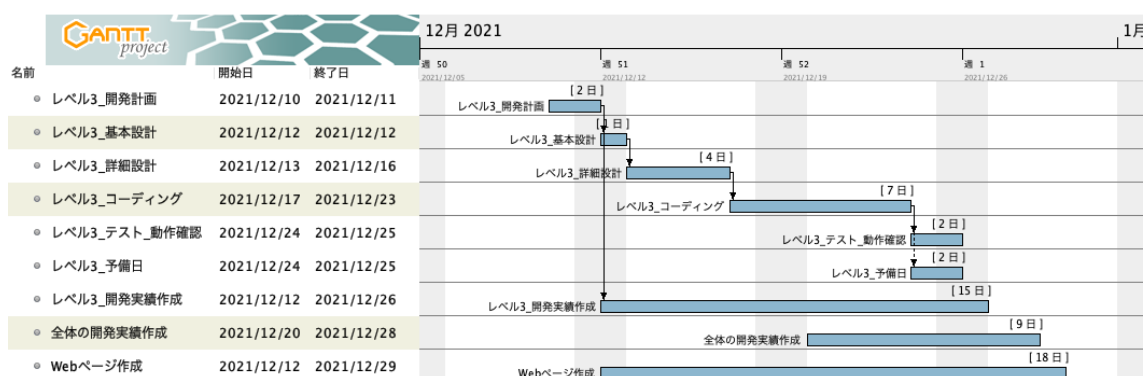 GANTT
project
12月 2021
1月
週 50
週 51
週 52
週 1
2021/12/05
2021/12/12
2021/12/19
2021/12/26
名前 開始日 終了日
レベル3_開発計画 2021/12/10 2021/12/11
[2日]
レベル3_開発計画
レベル3_基本設計 2021/12/12 2021/12/12
[1日]
レベル3_基本設計
レベル3_詳細設計 2021/12/13 2021/12/16
[4日]
レベル3_詳細設計
レベル3_コーディング 2021/12/17 2021/12/23
[7日]
レベル3_コーディング
レベル3_テスト_動作確認 2021/12/24 2021/12/25
[2日]
レベル3_テスト_動作確認
レベル3_予備日 2021/12/24 2021/12/25
[2日]
レベル3_予備日
レベル3_開発実績作成 2021/12/12 2021/12/26
[15日]
レベル3_開発実績作成
全体の開発実績作成 2021/12/20 2021/12/28
[9日]
全体の開発実績作成
Webページ作成 2021/12/12 2021/12/29
[18日]
Webページ作成